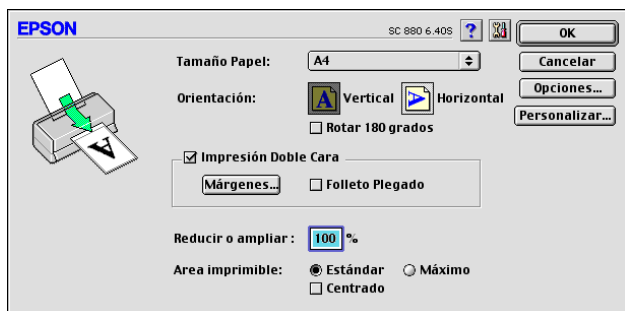 EPSON
SC 880 6.40S
OK
Tamaño Papel:
A4
Cancelar
Orientación:
Vertical
Horizontal
Opciones...
Rotar 180 grados
Personalizar...
Impresión Doble Cara
Márgenes...
Folleto Plegado
Reducir o ampliar :
100 %
Area imprimible:
Estándar
Máximo
Centrado